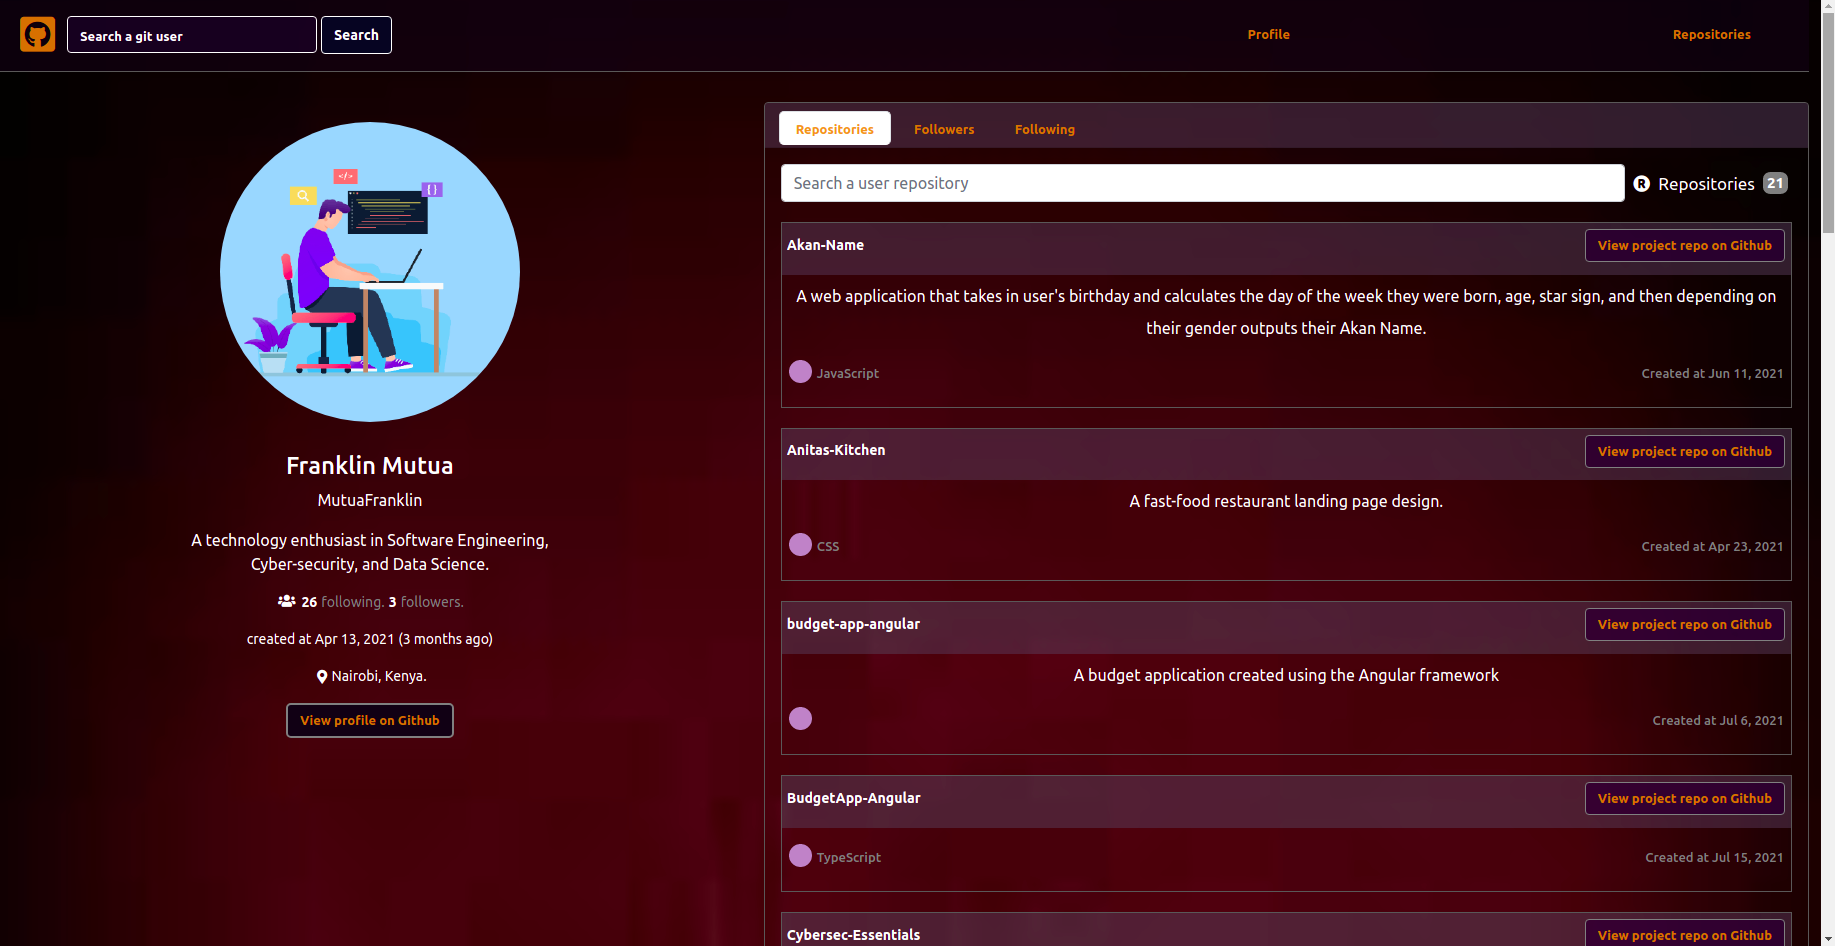 Search a git user
Search
Profile
Repositories
</>
{ }
Franklin Mutua
MutuaFranklin
A technology enthusiast in Software Engineering,
Cyber-security, and Data Science.
26 following. 3 followers.
created at Apr 13, 2021 (3 months ago)
Nairobi, Kenya.
View profile on Github
Repositories
Followers
Following
Search a user repository
R Repositories 21
Akan-Name
View project repo on Github
A web application that takes in user's birthday and calculates the day of the week they were born, age, star sign, and then depending on
their gender outputs their Akan Name.
JavaScript
Created at Jun 11, 2021
Anitas-Kitchen
View project repo on Github
A fast-food restaurant landing page design.
CSS
Created at Apr 23, 2021
budget-app-angular
View project repo on Github
A budget application created using the Angular framework
Created at Jul 6, 2021
BudgetApp-Angular
View project repo on Github
TypeScript
Created at Jul 15, 2021
Cybersec-Essentials
View project repo on Github